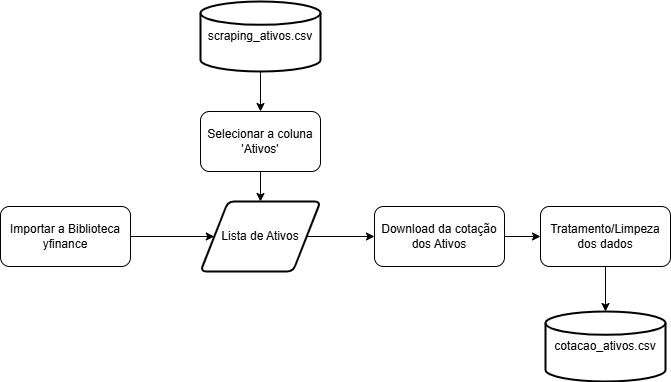 scraping_ativos.csv
Selecionar a coluna
'Ativos'
Importar a Biblioteca
yfinance
Lista de Ativos
Download da cotação
dos Ativos
Tratamento/Limpeza
dos dados
cotacao_ativos.csv